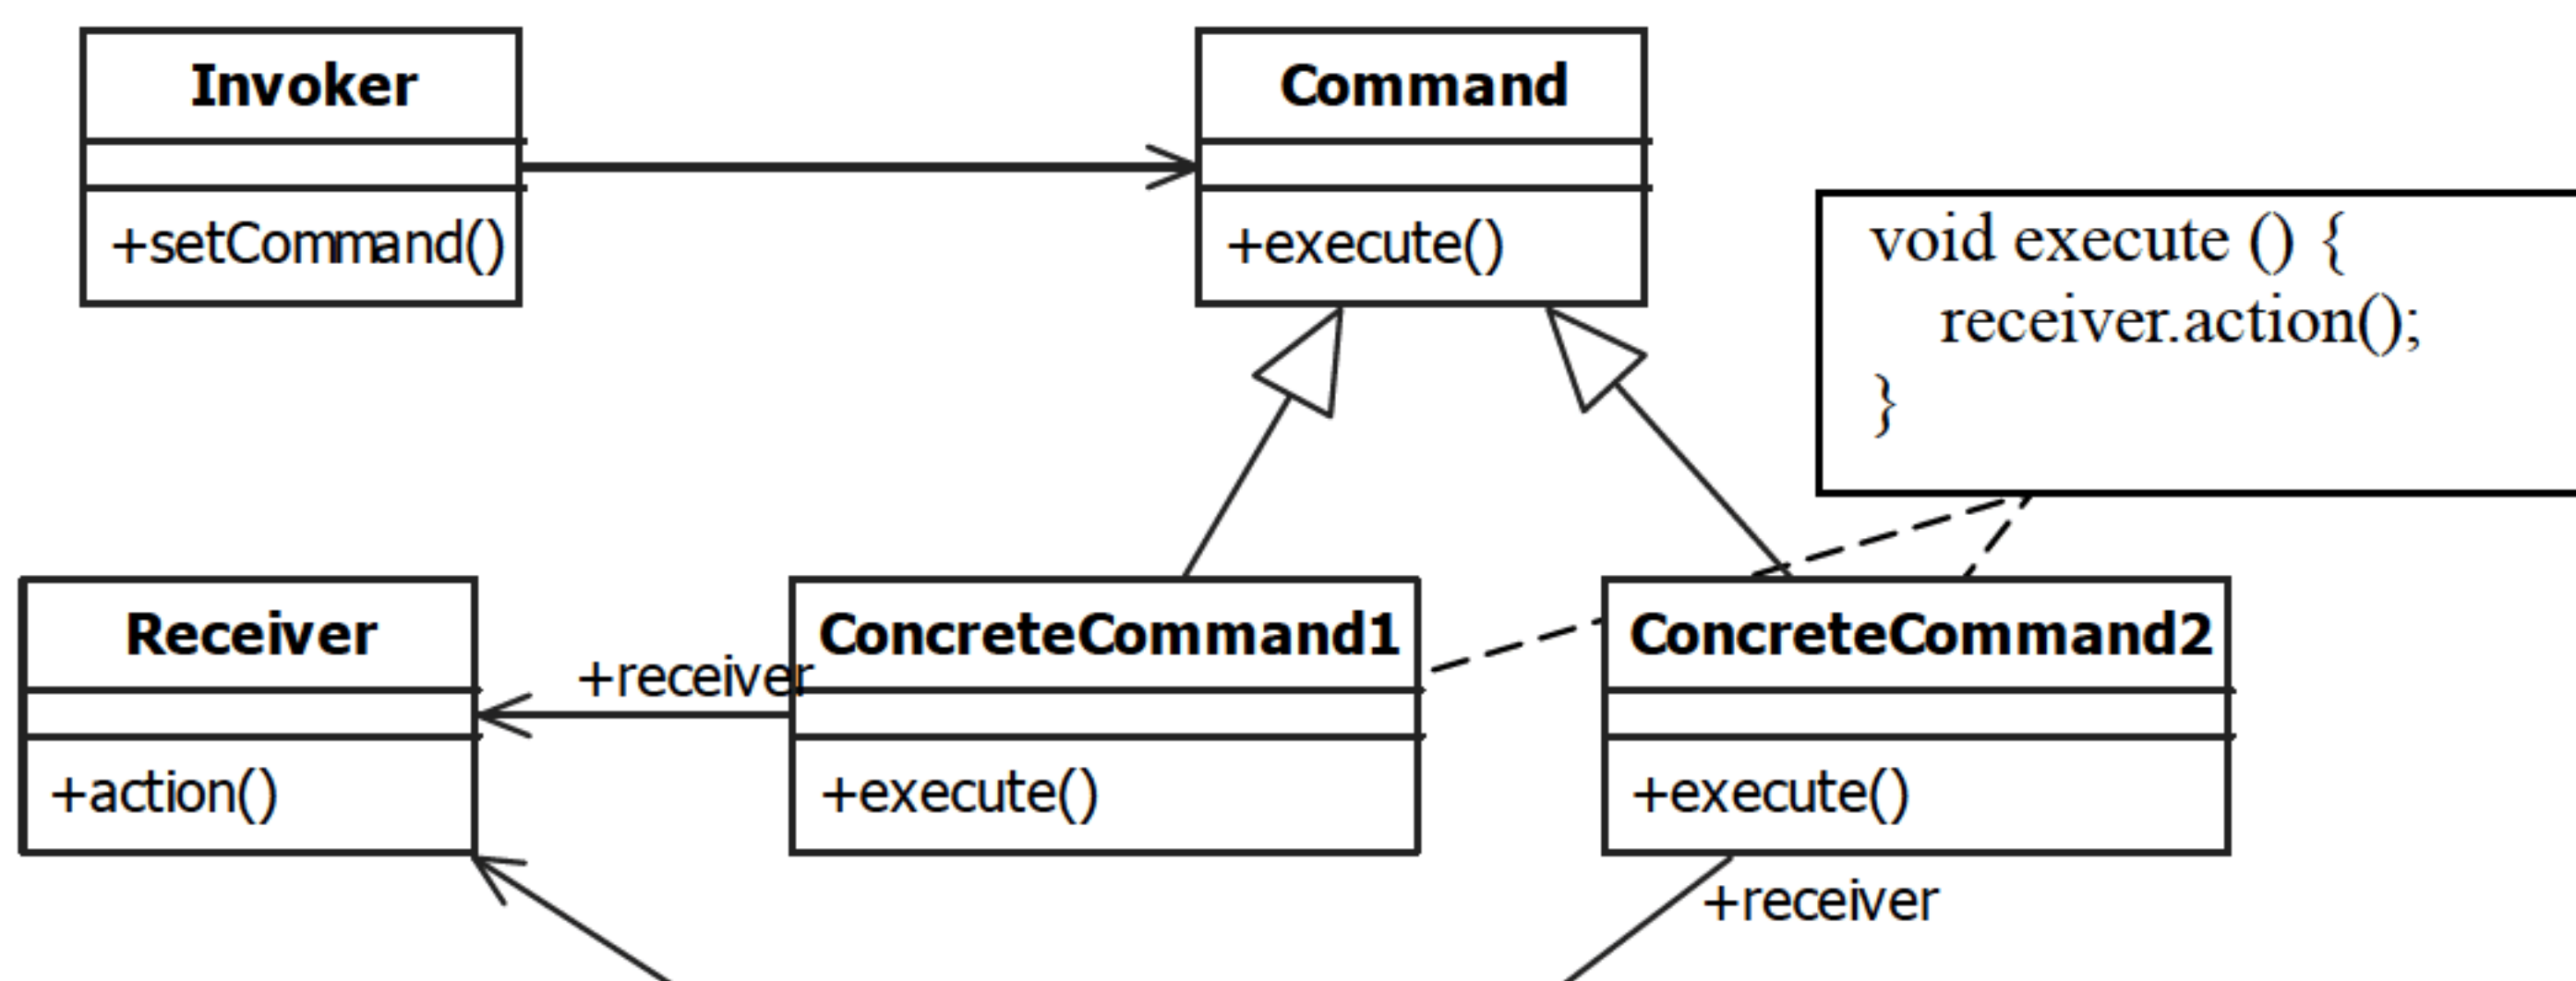 Invoker
+setCommand()
Command
+execute()
void execute () {
receiver.action();
}
Receiver
+action()
+receiver
ConcreteCommand1
+execute()
ConcreteCommand2
+execute()
+receiver